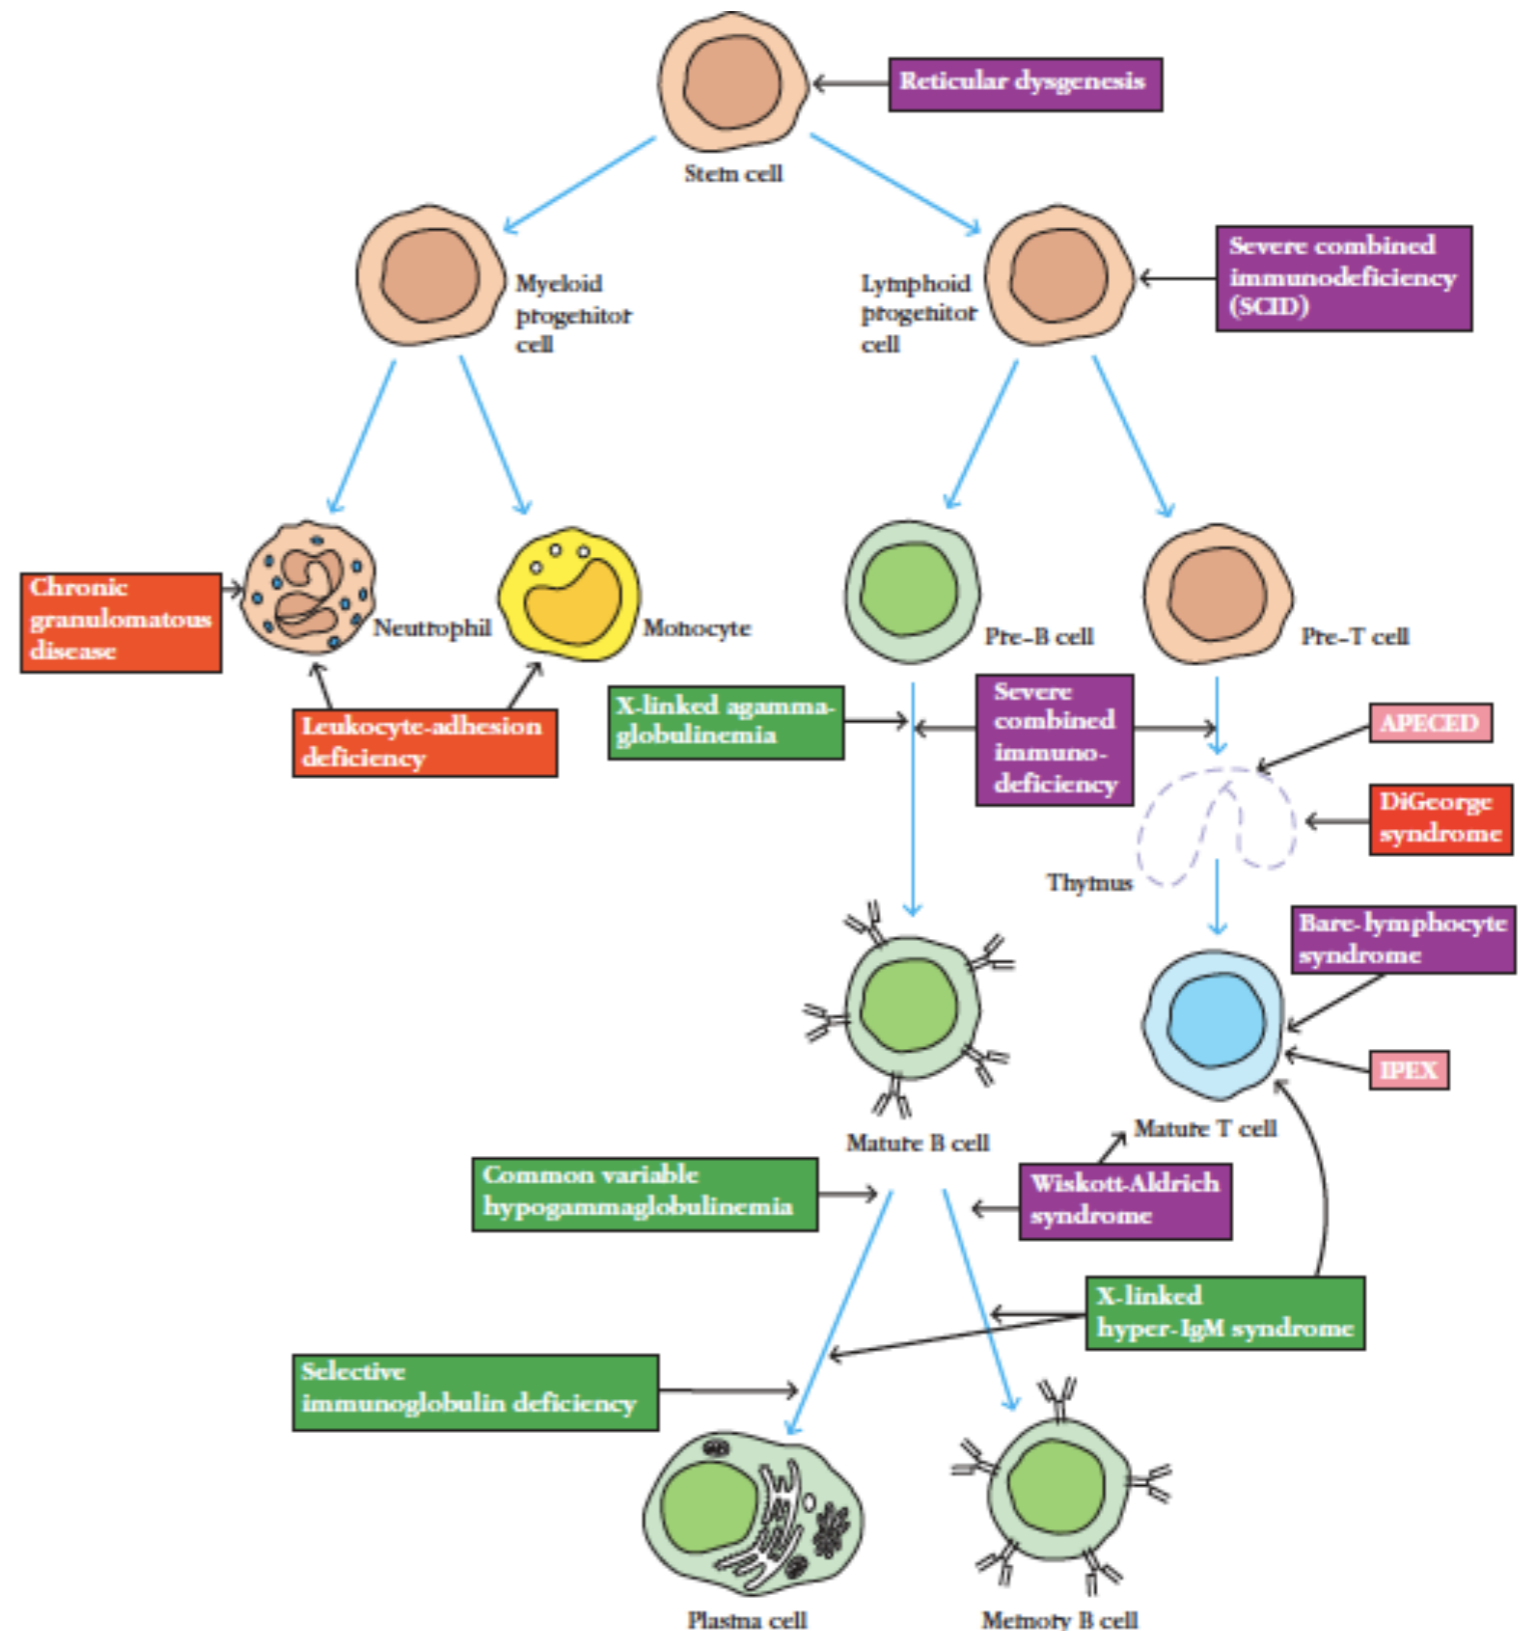 Reticular dysgenesis
Stem cell
Myeloid
progenitor
cell
Lymphoid
progenitor
cell
Severe combined
immunodeficiency
(SCID)
Chronic
granulomatous
disease
Neutrophil
Monocyte
Pre-B cell
Pre-T cell
Leukocyte-adhesion
deficiency
X-linked agamma-
globulinemia
Severe
combined
immuno-
deficiency
APECED
DiGeorge
syndrome
Thymus
Bare-lymphocyte
syndrome
IPEX
Mature B cell
Mature T cell
Common variable
hypogammaglobulinemia
Wiskott-Aldrich
syndrome
X-linked
hyper-IgM syndrome
Selective
immunoglobulin deficiency
Plasma cell
Memory B cell